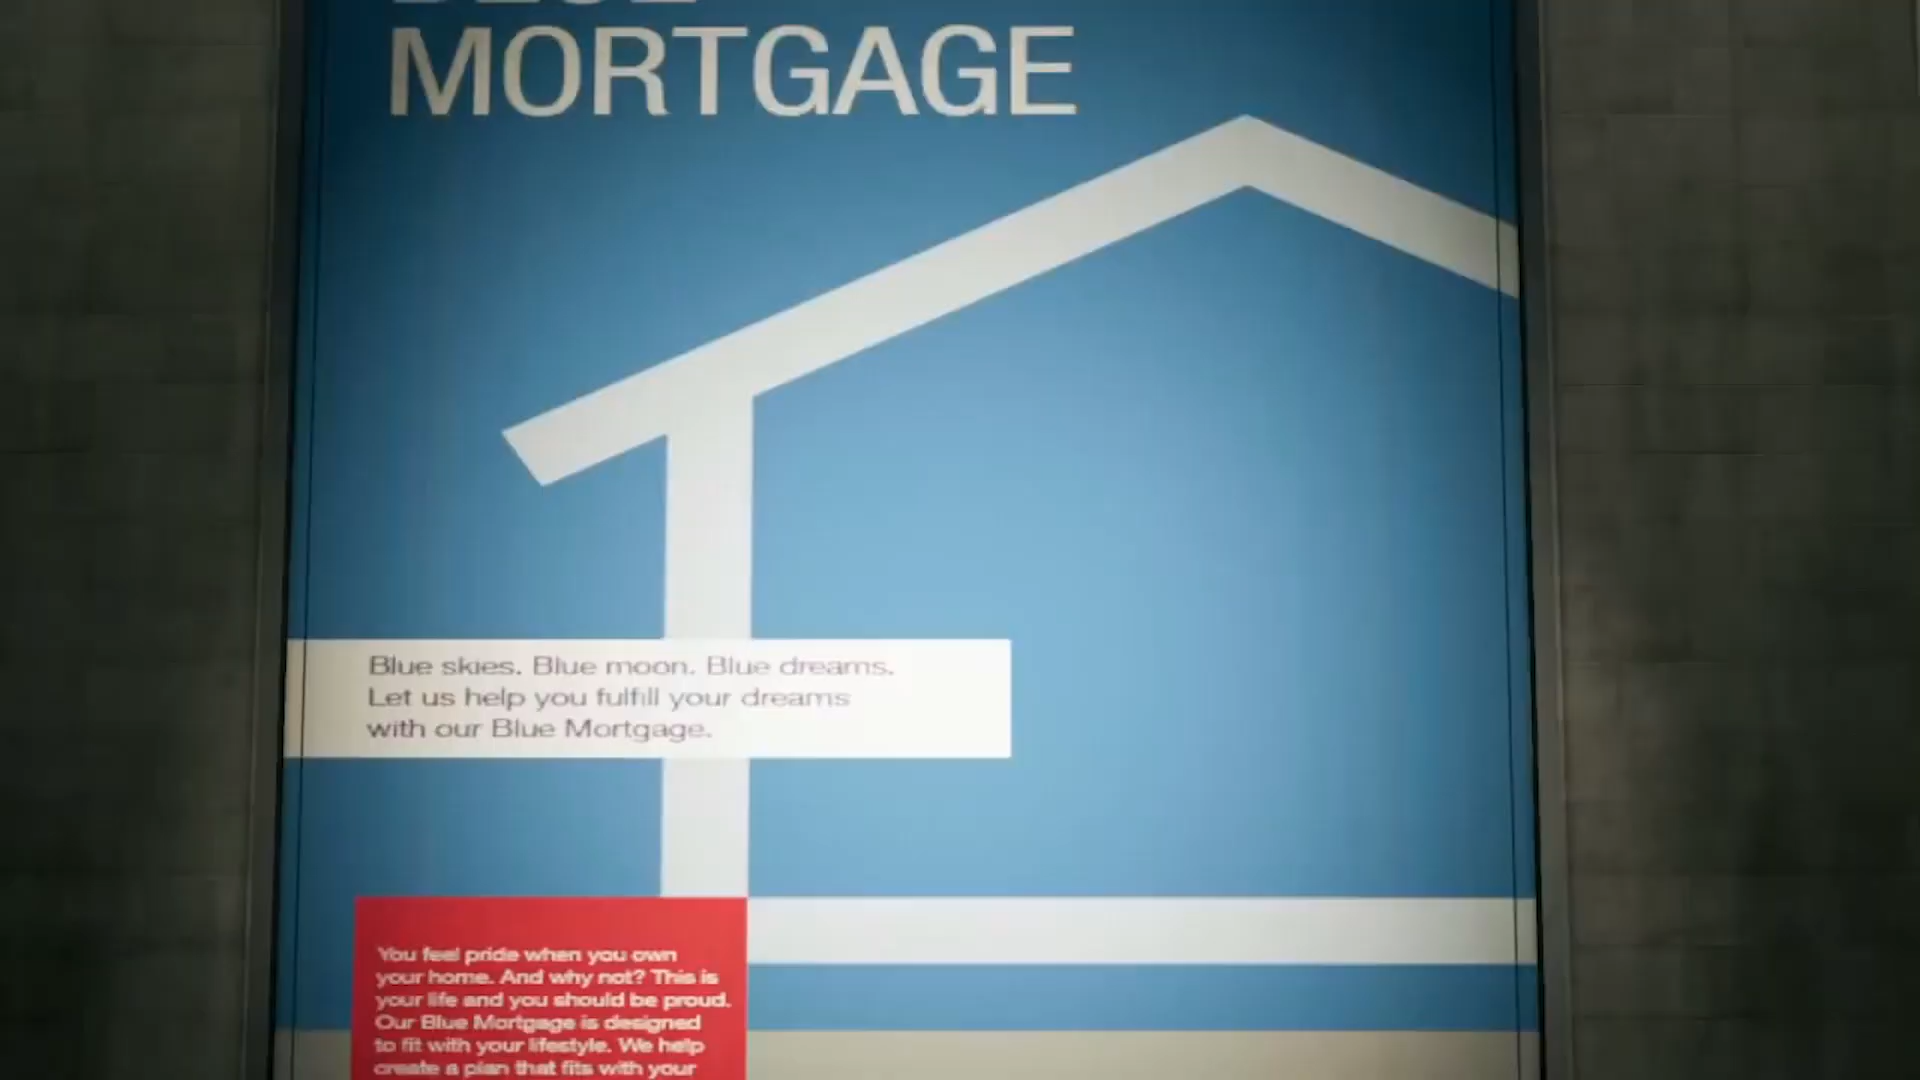 BLUE
MORTGAGE
Blue skies. Blue moon. Blue dreams.
Let us help you fulfill your dreams
with our Blue Mortgage.
You feel pride when you own
your home. And why not? This is
your life and you should be proud.
Our Blue Mortgage is designed
to fit with your lifestyle. We help
create a plan that fits with your